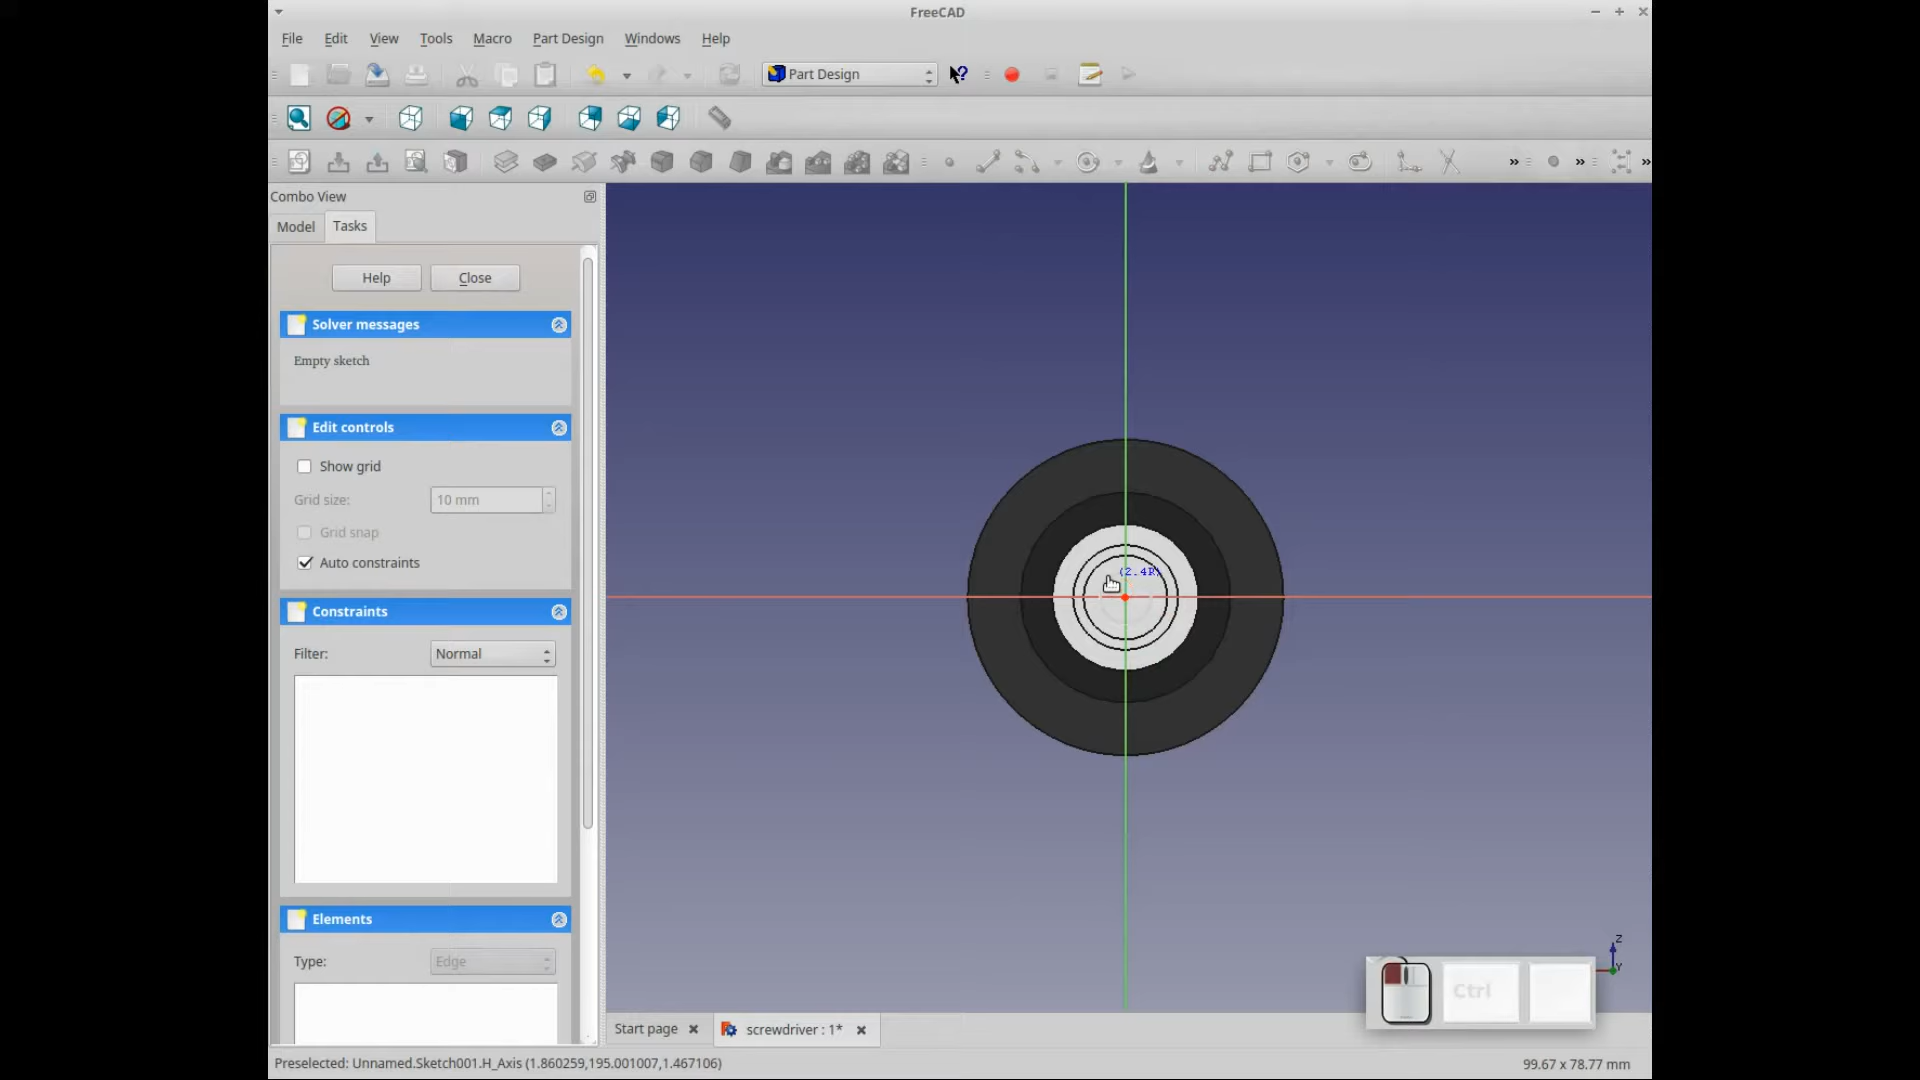 FreeCAD
File Edit View Tools Macro Part Design Windows Help
Part Design
Combo View
Model Tasks
Help Close
Solver messages
Empty sketch
Edit controls
Show grid
Grid size: 10 mm
Grid snap
Auto constraints
Constraints
Filter: Normal
(2.4R)
Elements
Type: Edge
Z
Y
Ctrl
Start page screwdriver : 1*
Preselected: Unnamed.Sketch001.H_Axis (1.860259,195.001007,1.467106) 99.67 x 78.77 mm